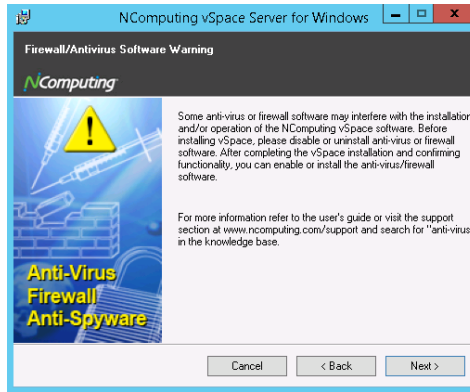 NComputing vSpace Server for Windows
Firewall/Antivirus Software Warning
NComputing
Some anti-virus or firewall software may interfere with the installation
and/or operation of the NComputing vSpace software. Before
installing vSpace, please disable or uninstall anti-virus or firewall
software. After completing the vSpace installation and confirming
functionality, you can enable or install the anti-virus/firewall
software.
For more information refer to the user's guide or visit the support
section at www.ncomputing.com/support and search for "anti-virus
in the knowledge base.
Anti-Virus
Firewall
Anti-Spyware
Cancel
< Back
Next >